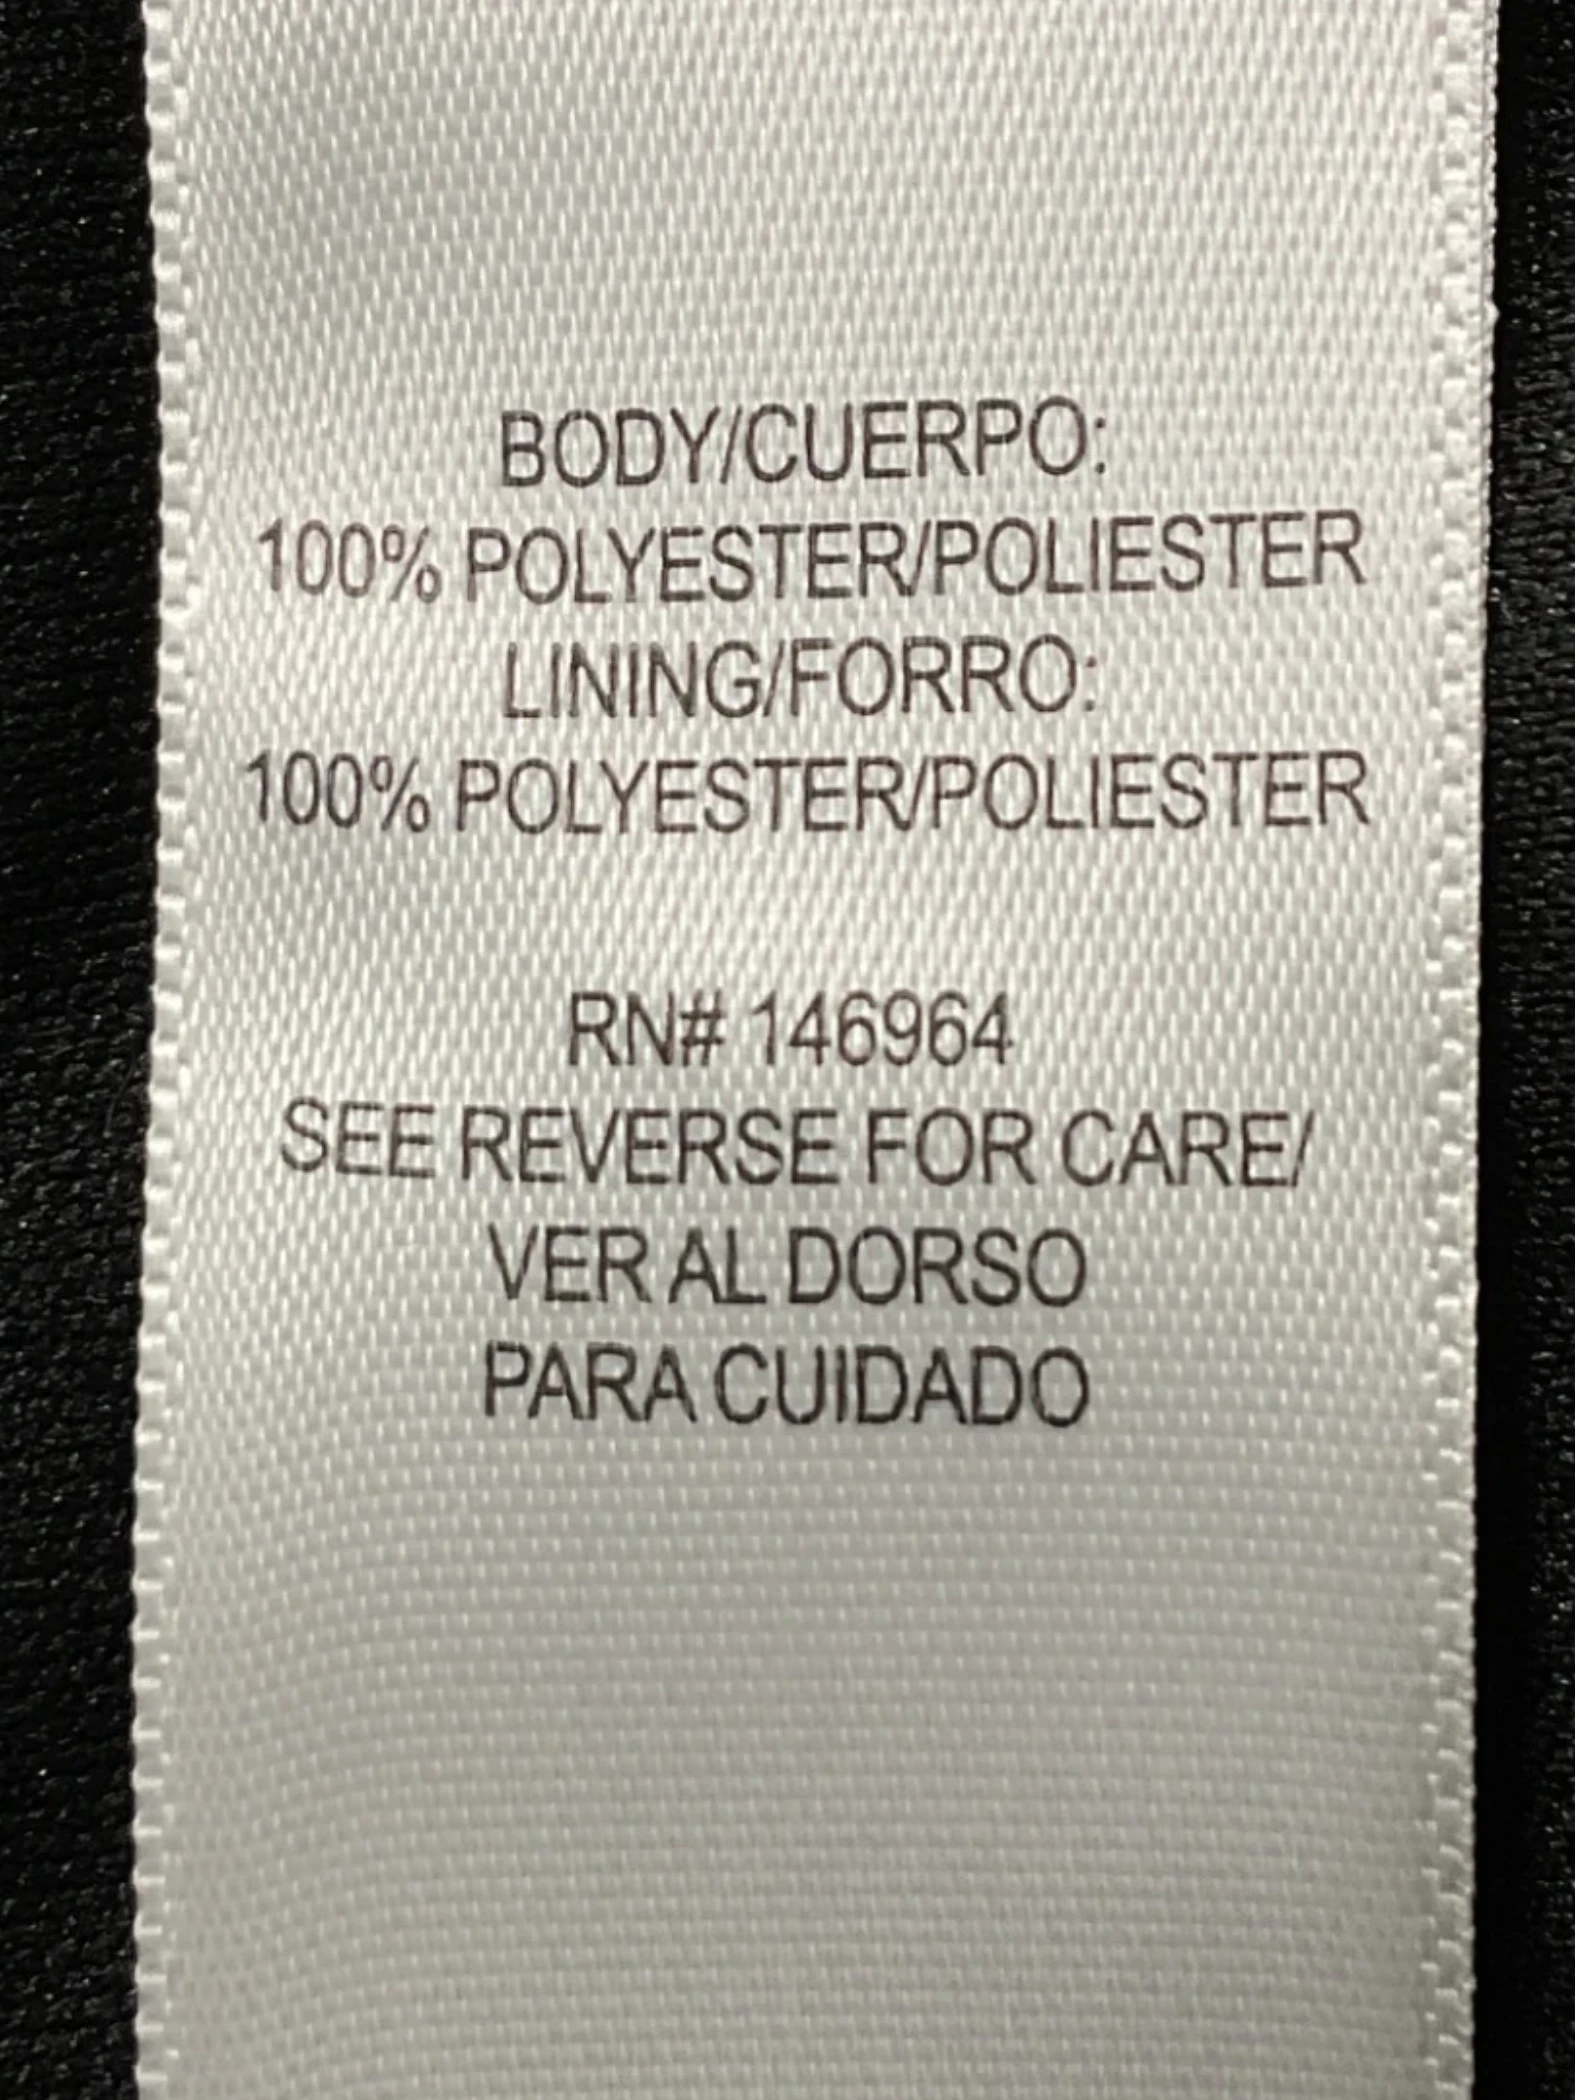 BODY/CUERPO:
100% POLYESTER/POLIESTER
LINING/FORRO:
100% POLYESTER/POLIESTER
RN# 146964
SEE REVERSE FOR CARE/
VER AL DORSO
PARA CUIDADO